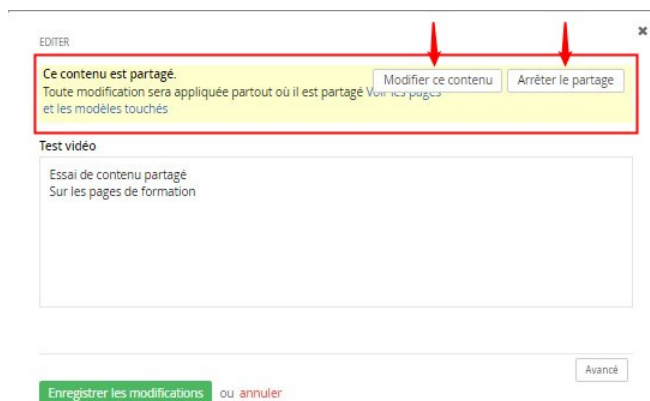 EDITER
Ce contenu est partagé.
Modifier ce contenu
Arrêter le partage
Toute modification sera appliquée partout où il est partagé Voir les pages
et les modèles touchés
Test vidéo
Essai de contenu partagé
Sur les pages de formation
Avancé
Enregistrer les modifications ou annuler